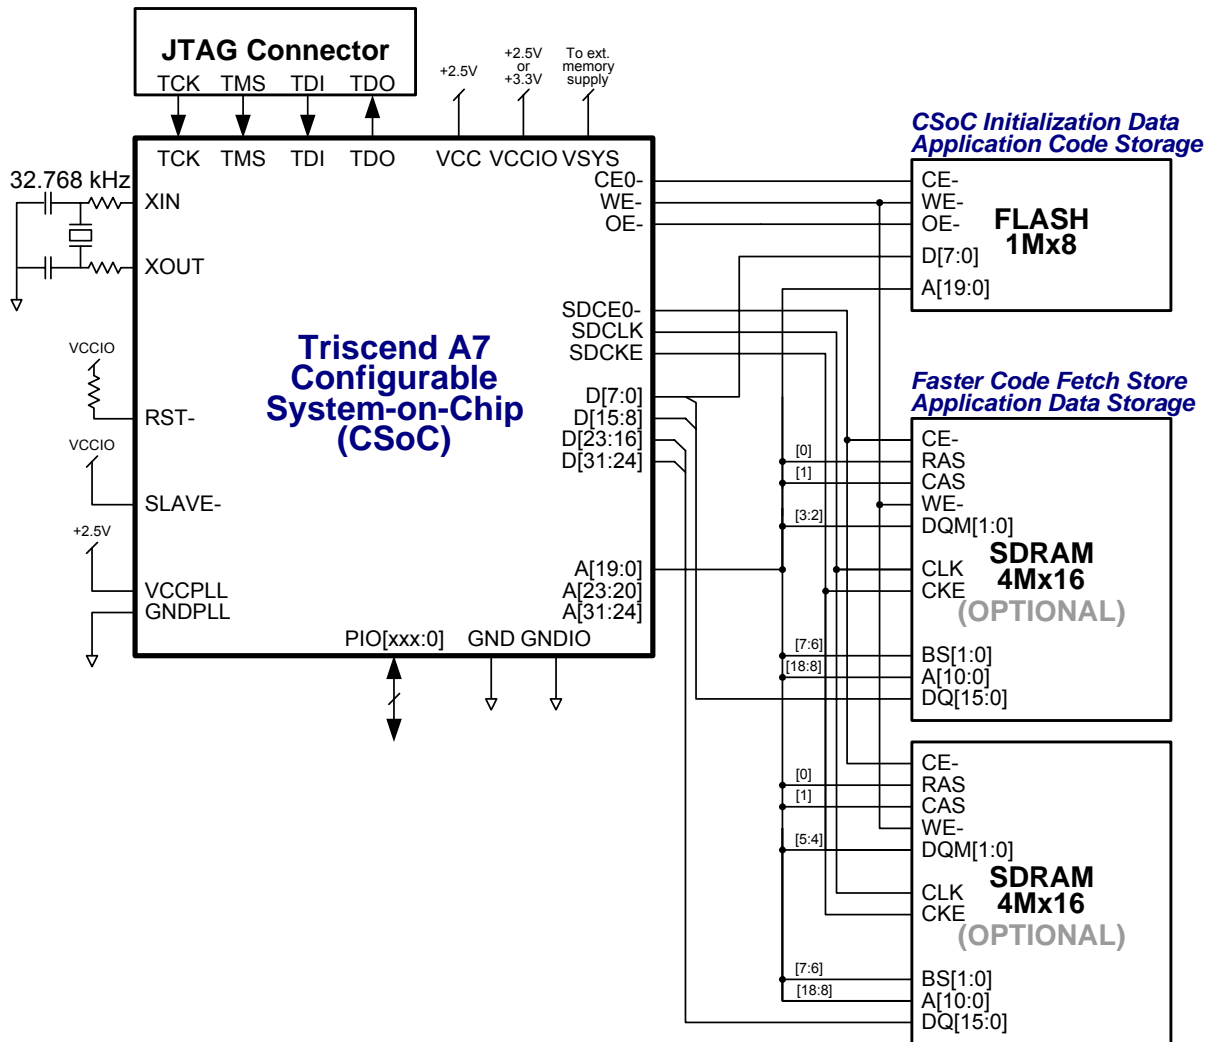 JTAG Connector
TCK TMS TDI TDO
+2.5V
+2.5V
or
+3.3V
To ext.
memory
supply
TCK TMS TDI TDO VCC VCCIO VSYS
32.768 kHz
XIN
XOUT
VCCIO
RST-
VCCIO
SLAVE-
+2.5V
VCCPLL
GNDPLL
Triscend A7
Configurable
System-on-Chip
(CSoC)
CE0-
WE-
OE-
SDCE0-
SDCLK
SDCKE
D[7:0]
D[15:8]
D[23:16]
D[31:24]
A[19:0]
A[23:20]
A[31:24]
PIO[xxx:0] GND GNDIO
CSoC Initialization Data
Application Code Storage
CE-
WE-
OE-
D[7:0]
A[19:0]
FLASH
1Mx8
Faster Code Fetch Store
Application Data Storage
[0]
[1]
[3:2]
[7:6]
[18:8]
CE-
RAS
CAS
WE-
DQM[1:0]
CLK
CKE
BS[1:0]
A[10:0]
DQ[15:0]
SDRAM
4Mx16
(OPTIONAL)
[0]
[1]
[5:4]
[7:6]
[18:8]
CE-
RAS
CAS
WE-
DQM[1:0]
CLK
CKE
BS[1:0]
A[10:0]
DQ[15:0]
SDRAM
4Mx16
(OPTIONAL)